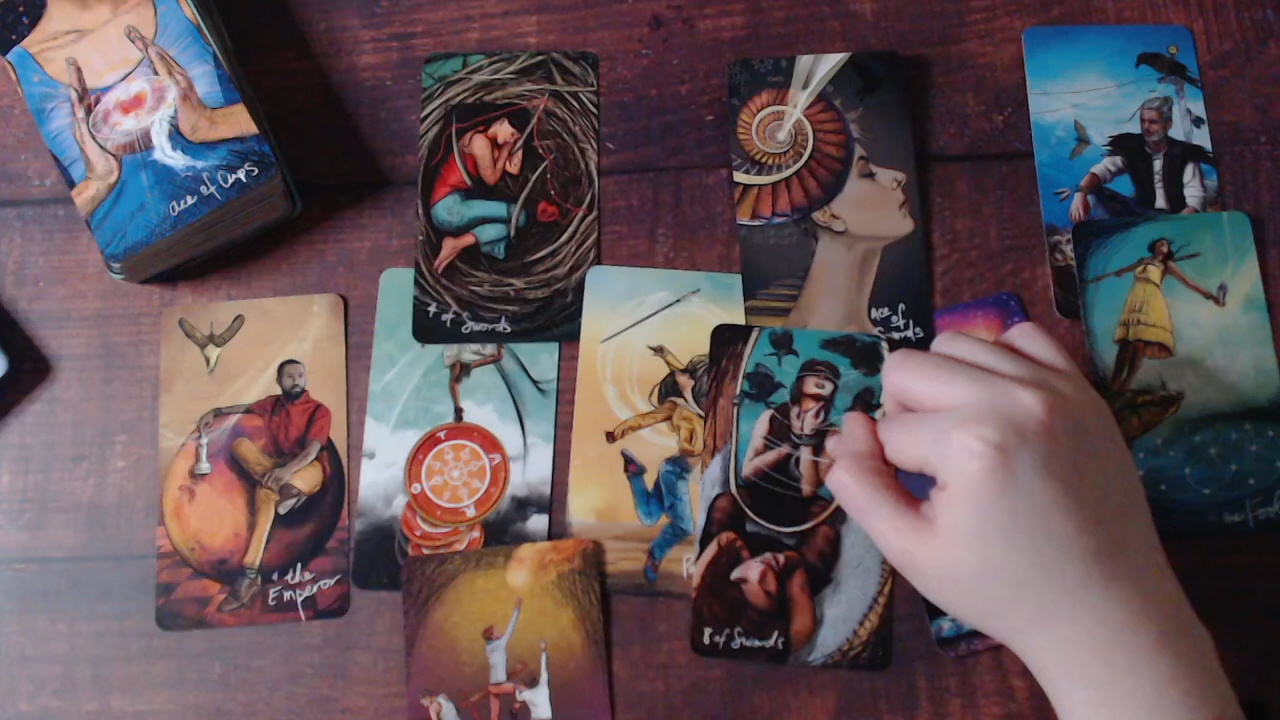 ace of Cups
4 of Swords
Ace
of
Swords
the
Emperor
8 of Swords